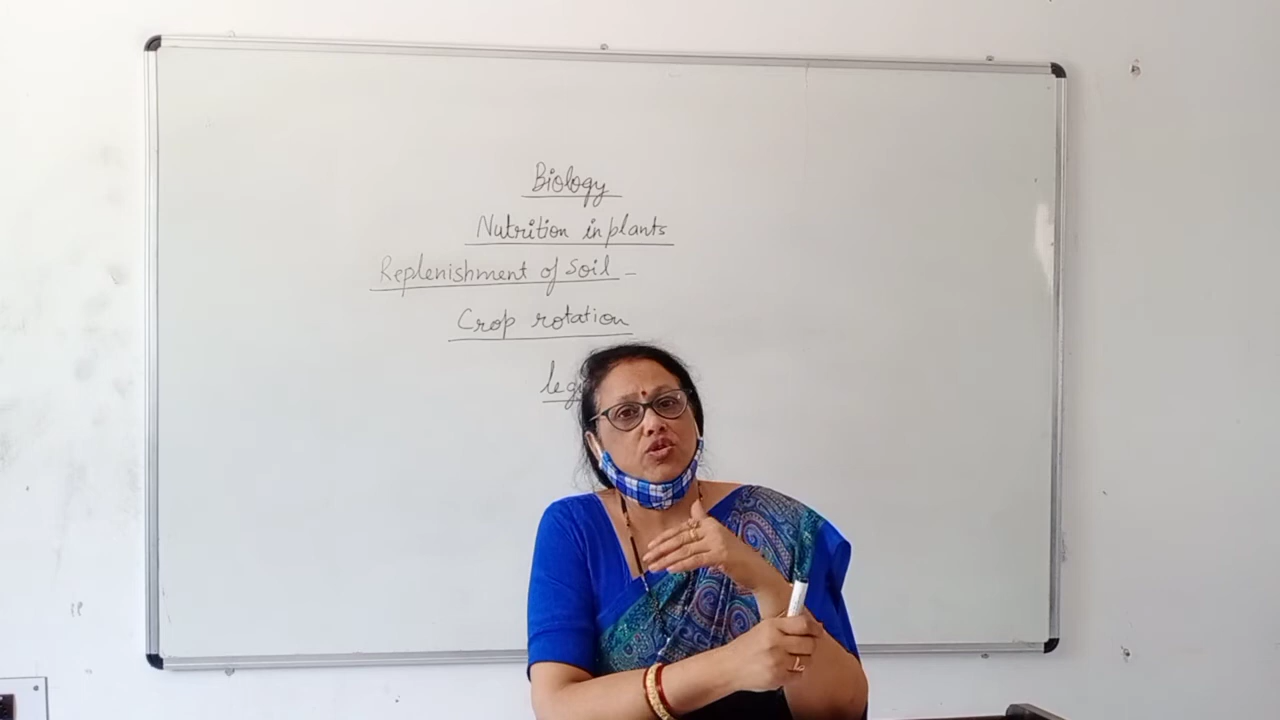 Biology
Nutrition in plants
Replenishment of Soil -
Crop rotation